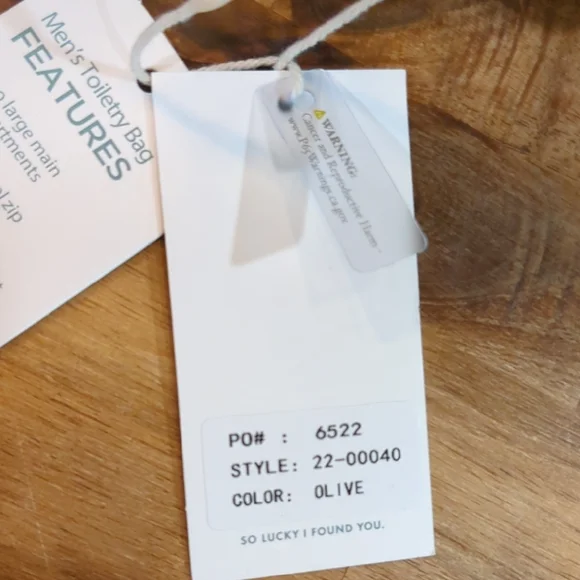 Men's Toiletry Bag
FEATURES
large main
rtments
zip
WARNING:
Cancer and Reproductive Harm -
www.P65Warnings.ca.gov
PO# : 6522
STYLE: 22-00040
COLOR: OLIVE
SO LUCKY I FOUND YOU.